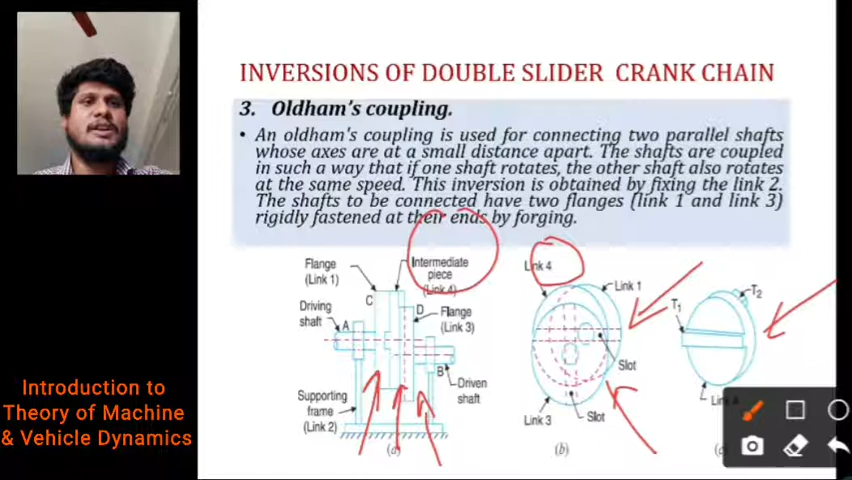 INVERSIONS OF DOUBLE SLIDER CRANK CHAIN
3. Oldham's coupling.
• An oldham's coupling is used for connecting two parallel shafts
whose axes are at a small distance apart. The shafts are coupled
in such a way that if one shaft rotates, the other shaft also rotates
at the same speed. This inversion is obtained by fixing the link 2.
The shafts to be connected have two flanges (link 1 and link 3)
rigidly fastened at their ends by forging.
Flange
(Link 1)
Intermediate
piece
(Link 4)
C
D
Flange
(Link 3)
Driving
shaft
A
B
Driven
shaft
Supporting
frame
(Link 2)
(a)
Link 4
Link 1
Slot
Link 3
Slot
(b)
T1
T2
Introduction to
Theory of Machine
& Vehicle Dynamics